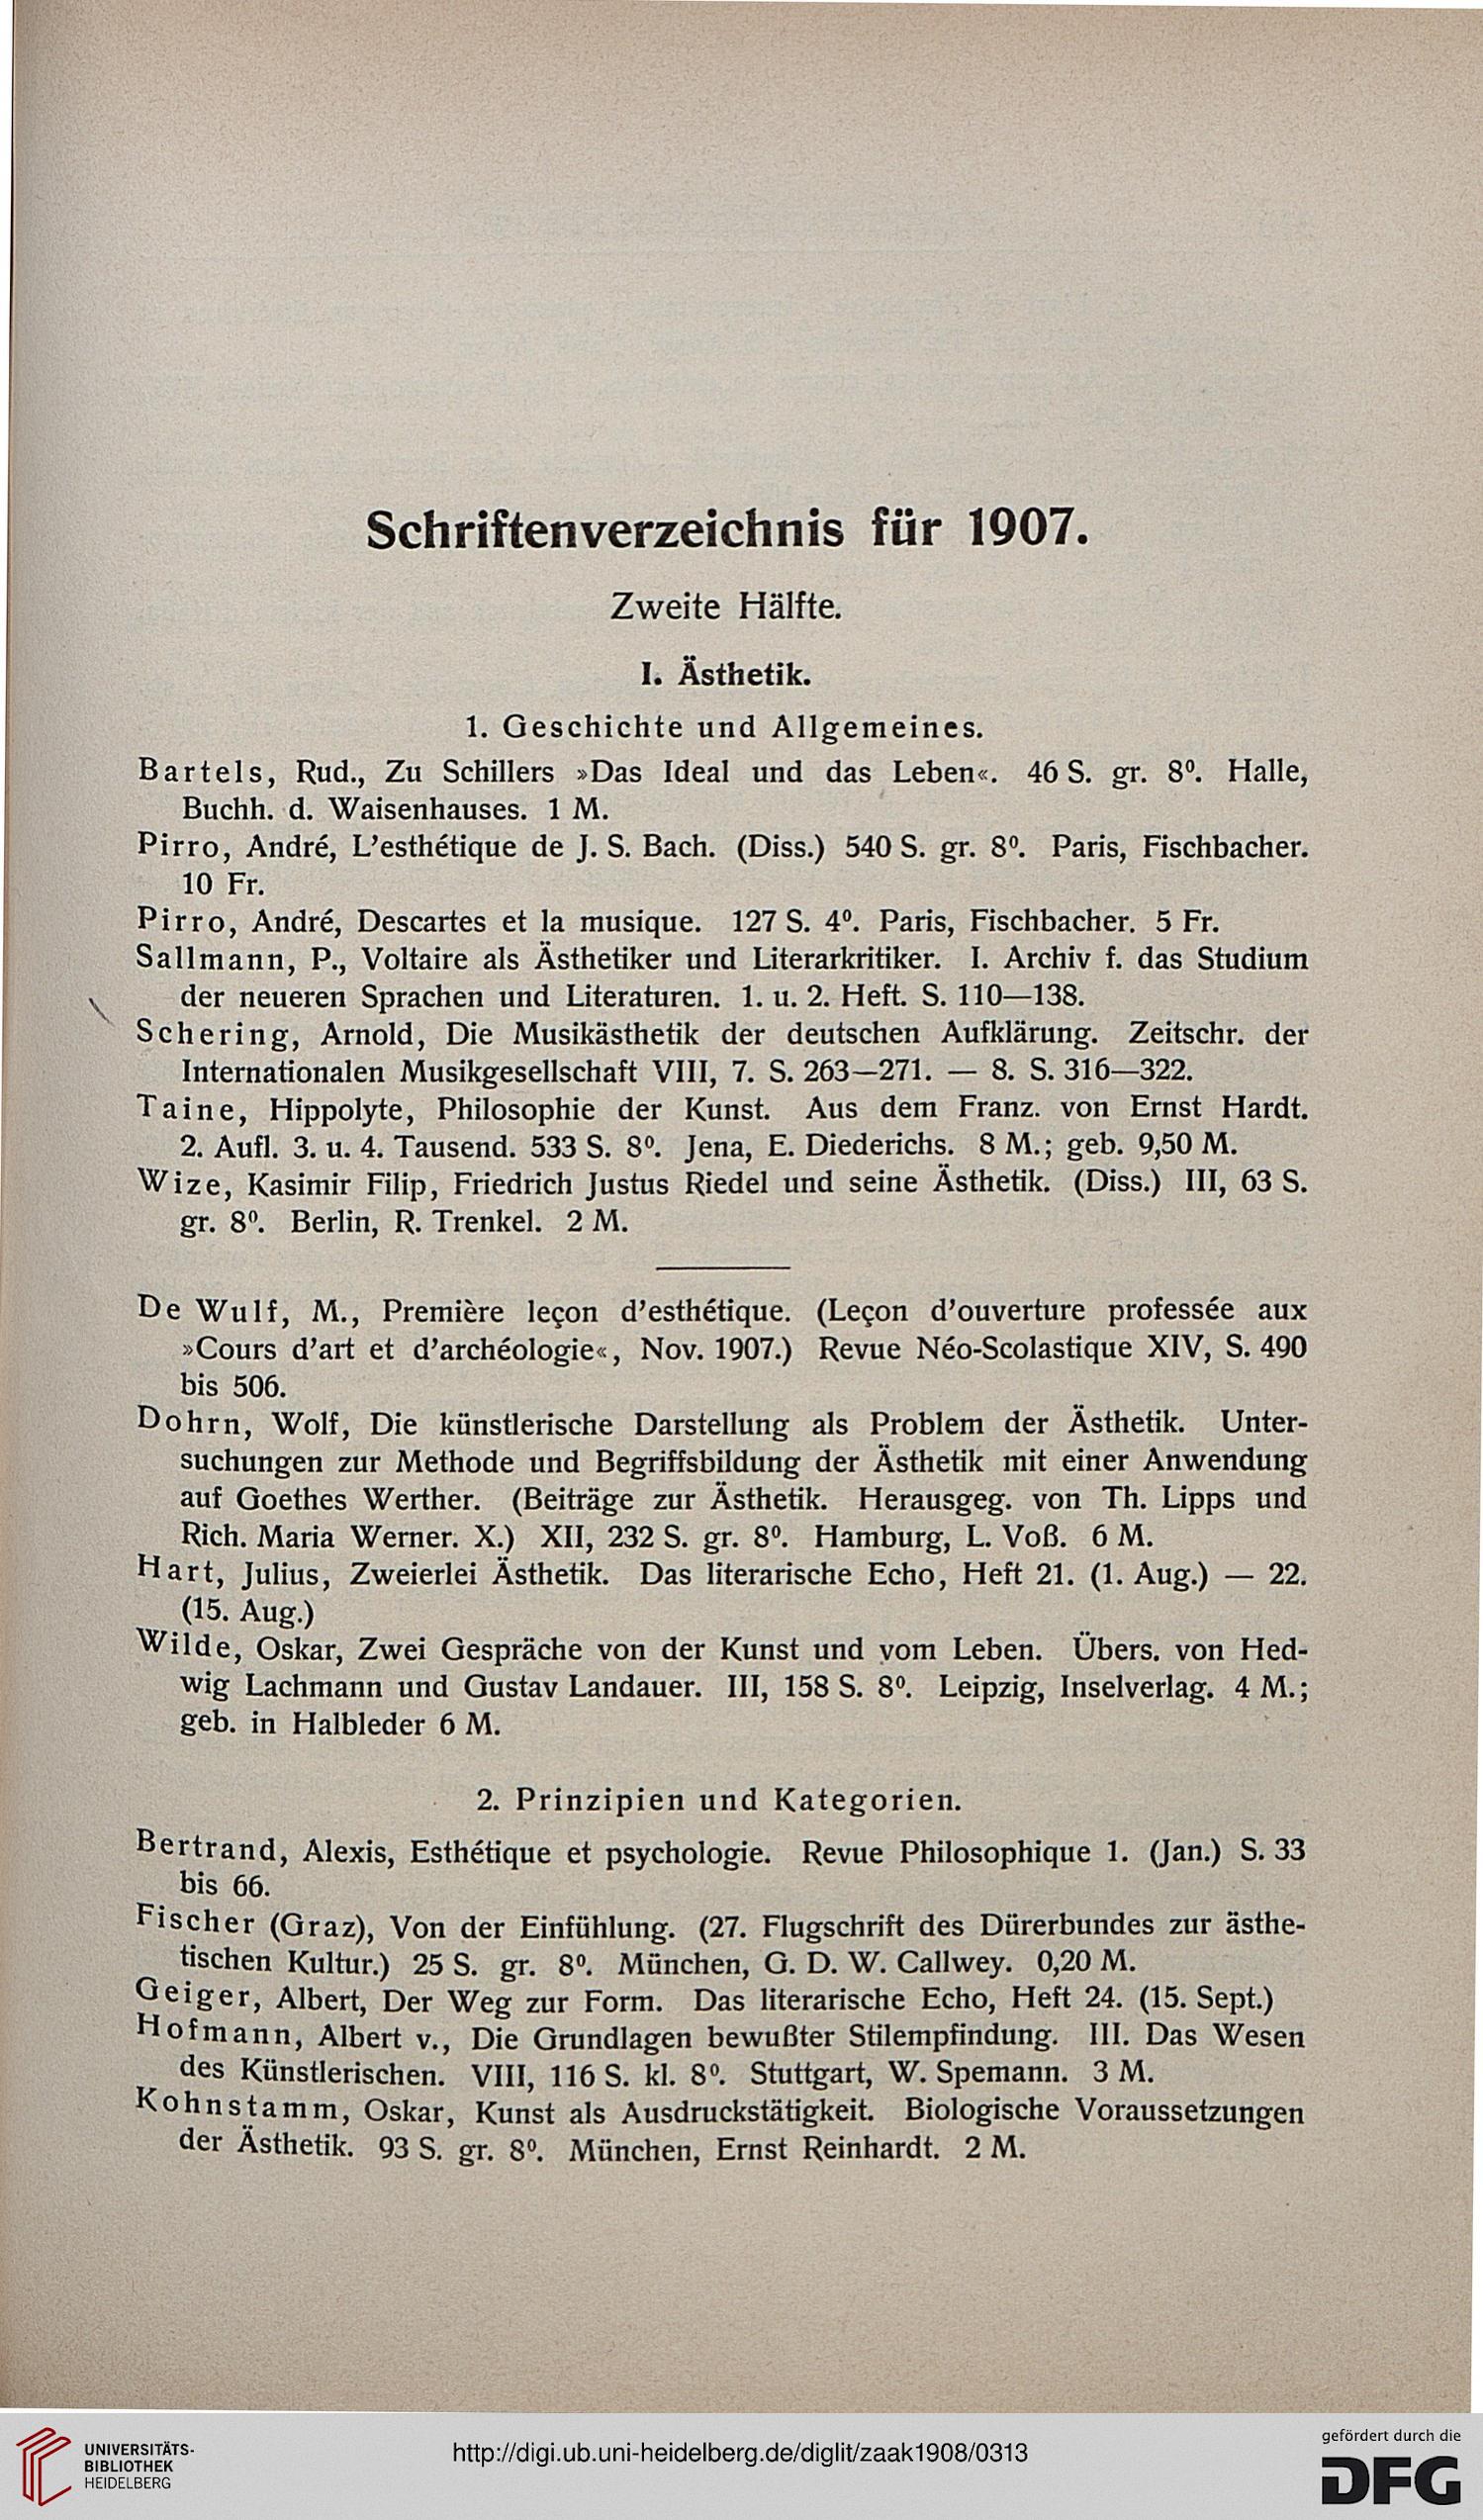 Schriftenverzeichnis für 1907.
Zweite Hälfte.
I. Ästhetik.
1. Geschichte und Allgemeines.
Bartels, Rud., Zu Schillers »Das Ideal und das Leben«. 46 S. gr. 8⁰. Halle,
Buchh. d. Waisenhauses. 1 M.
Pirro, André, L'esthétique de J. S. Bach. (Diss.) 540 S. gr. 8⁰. Paris, Fischbacher.
10 Fr.
Pirro, André, Descartes et la musique. 127 S. 4⁰. Paris, Fischbacher. 5 Fr.
Sallmann, P., Voltaire als Ästhetiker und Literarkritiker. I. Archiv f. das Studium
der neueren Sprachen und Literaturen. 1. u. 2. Heft. S. 110—138.
Schering, Arnold, Die Musikästhetik der deutschen Aufklärung. Zeitschr. der
Internationalen Musikgesellschaft VIII, 7. S. 263—271. — 8. S. 316—322.
Taine, Hippolyte, Philosophie der Kunst. Aus dem Franz. von Ernst Hardt.
2. Aufl. 3. u. 4. Tausend. 533 S. 8⁰. Jena, E. Diederichs. 8 M.; geb. 9,50 M.
Wize, Kasimir Filip, Friedrich Justus Riedel und seine Ästhetik. (Diss.) III, 63 S.
gr. 8⁰. Berlin, R. Trenkel. 2 M.
De Wulf, M., Première leçon d'esthétique. (Leçon d'ouverture professée aux
»Cours d'art et d'archéologie«, Nov. 1907.) Revue Néo-Scolastique XIV, S. 490
bis 506.
Dohrn, Wolf, Die künstlerische Darstellung als Problem der Ästhetik. Unter-
suchungen zur Methode und Begriffsbildung der Ästhetik mit einer Anwendung
auf Goethes Werther. (Beiträge zur Ästhetik. Herausgeg. von Th. Lipps und
Rich. Maria Werner. X.) XII, 232 S. gr. 8⁰. Hamburg, L. Voß. 6 M.
Hart, Julius, Zweierlei Ästhetik. Das literarische Echo, Heft 21. (1. Aug.) — 22.
(15. Aug.)
Wilde, Oskar, Zwei Gespräche von der Kunst und vom Leben. Übers. von Hed-
wig Lachmann und Gustav Landauer. III, 158 S. 8⁰. Leipzig, Inselverlag. 4 M.;
geb. in Halbleder 6 M.
2. Prinzipien und Kategorien.
Bertrand, Alexis, Esthétique et psychologie. Revue Philosophique 1. (Jan.) S. 33
bis 66.
Fischer (Graz), Von der Einfühlung. (27. Flugschrift des Dürerbundes zur ästhe-
tischen Kultur.) 25 S. gr. 8⁰. München, G. D. W. Callwey. 0,20 M.
Geiger, Albert, Der Weg zur Form. Das literarische Echo, Heft 24. (15. Sept.)
Hofmann, Albert v., Die Grundlagen bewußter Stilempfindung. III. Das Wesen
des Künstlerischen. VIII, 116 S. kl. 8⁰. Stuttgart, W. Spemann. 3 M.
Kohnstamm, Oskar, Kunst als Ausdruckstätigkeit. Biologische Voraussetzungen
der Ästhetik. 93 S. gr. 8⁰. München, Ernst Reinhardt. 2 M.
UNIVERSITÄTS-
BIBLIOTHEK
HEIDELBERG
http://digi.ub.uni-heidelberg.de/diglit/zaak1908/0313
gefördert durch die
DFG